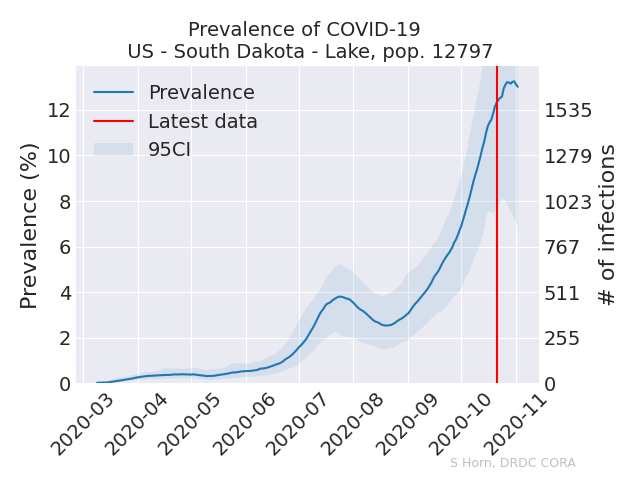 Prevalence of COVID-19
US - South Dakota - Lake, pop. 12797
Prevalence
Latest data
95CI
Prevalence (%)
12
10
8
6
4
2
0
1535
1279
1023
767
511
255
0
# of infections
2020-03
2020-04
2020-05
2020-06
2020-07
2020-08
2020-09
2020-10
2020-11
S Horn, DRDC CORA